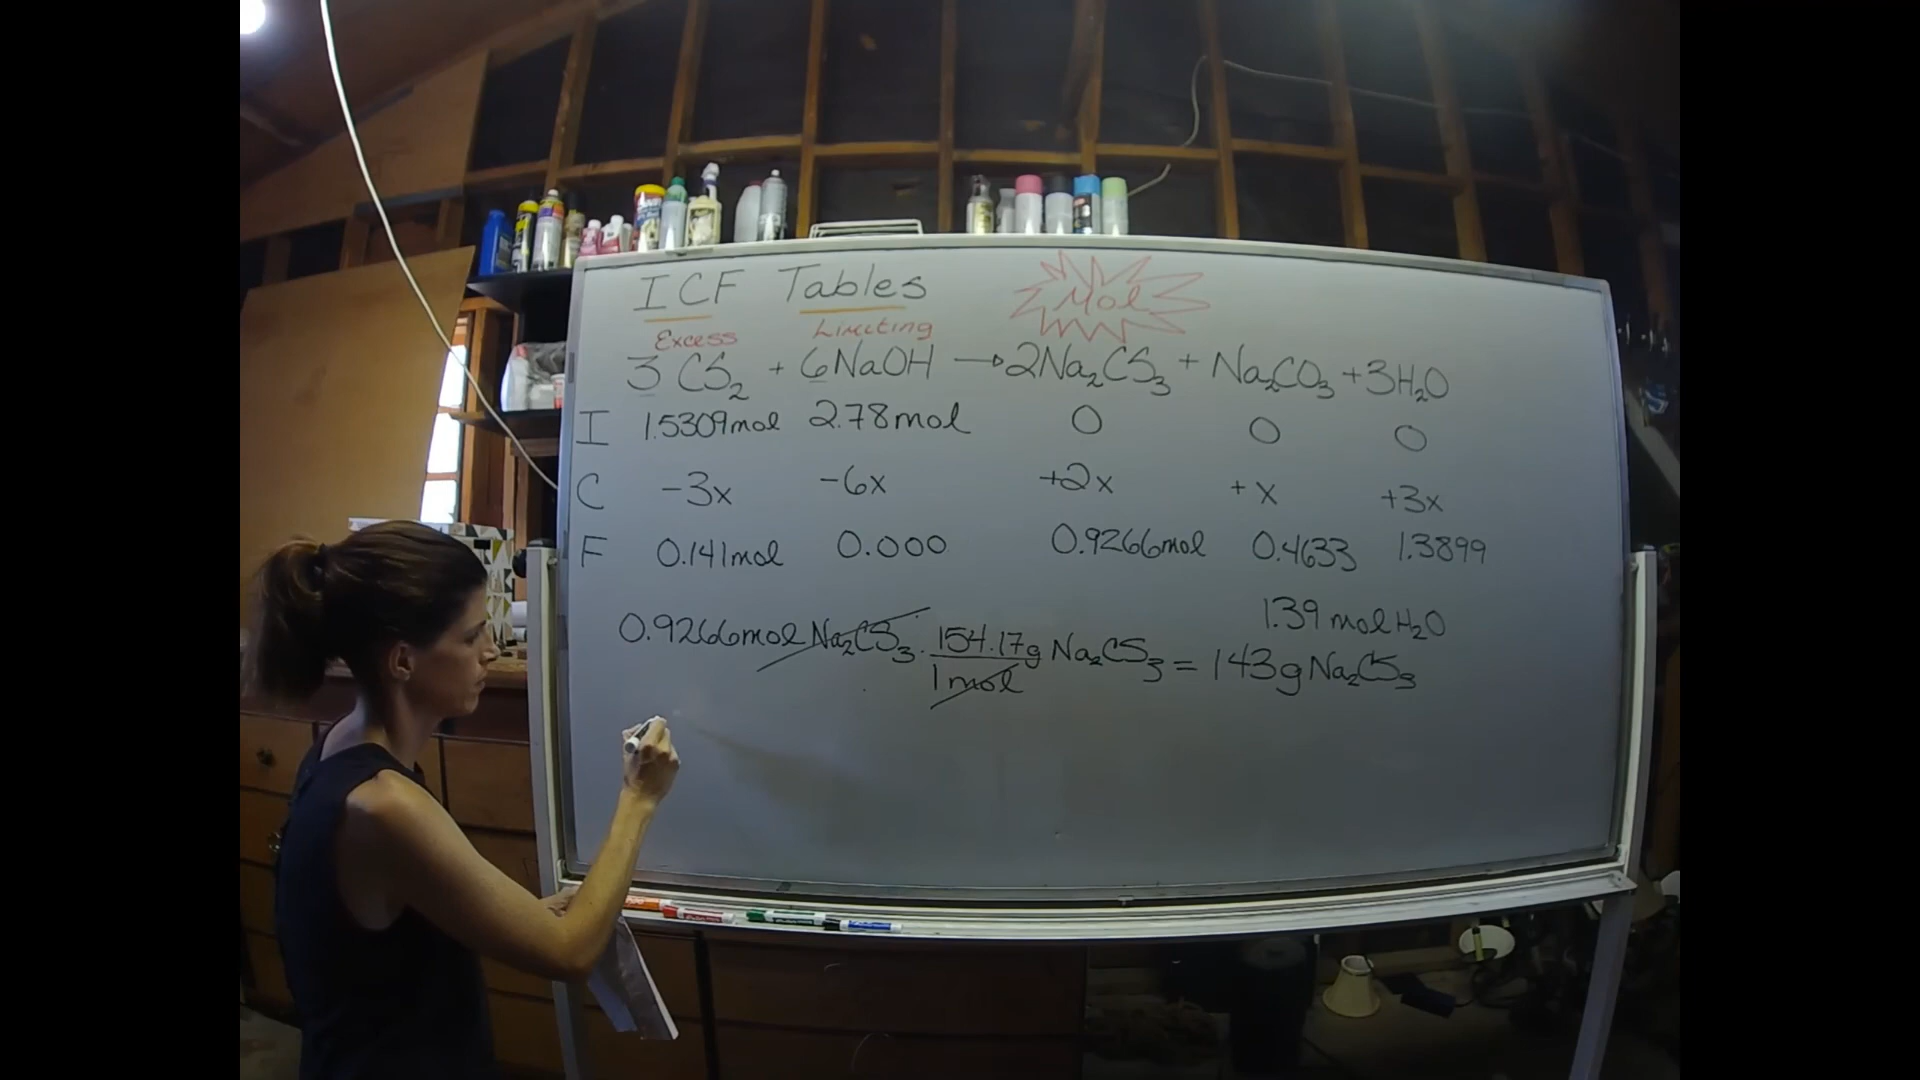 ICF Tables
Mol
Excess Limiting
3 CS₂ + 6NaOH → 2Na₂CS₃ + Na₂CO₃ + 3H₂O
I 1.5309mol 2.78mol 0 0 0
C -3x -6x +2x +x +3x
F 0.141mol 0.000 0.9266mol 0.4633 1.3899
1.39 mol H₂O
0.9266mol Na₂CS₃ · 154.17g Na₂CS₃ = 143g Na₂CS₃
1mol